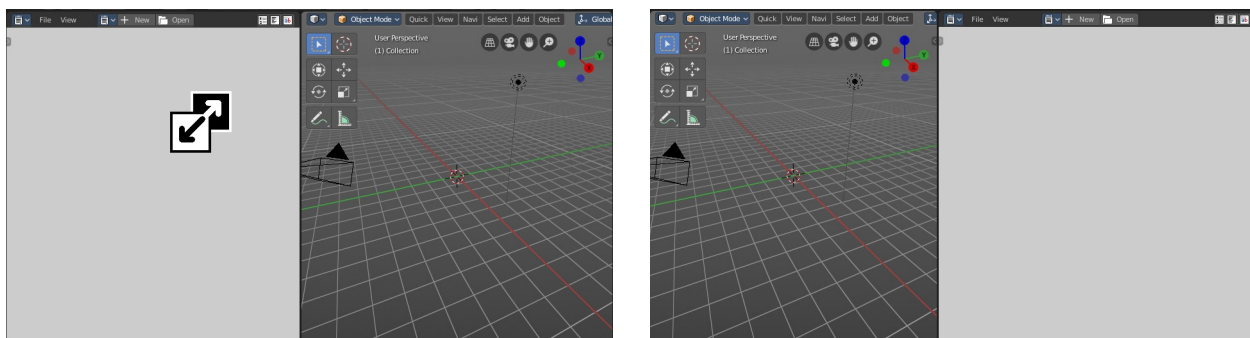 File View New Open Object Mode Quick View Navi Select Add Object Global
User Perspective
(1) Collection
Y
X
Object Mode Quick View Navi Select Add Object File View New Open
User Perspective
(1) Collection
Y
X